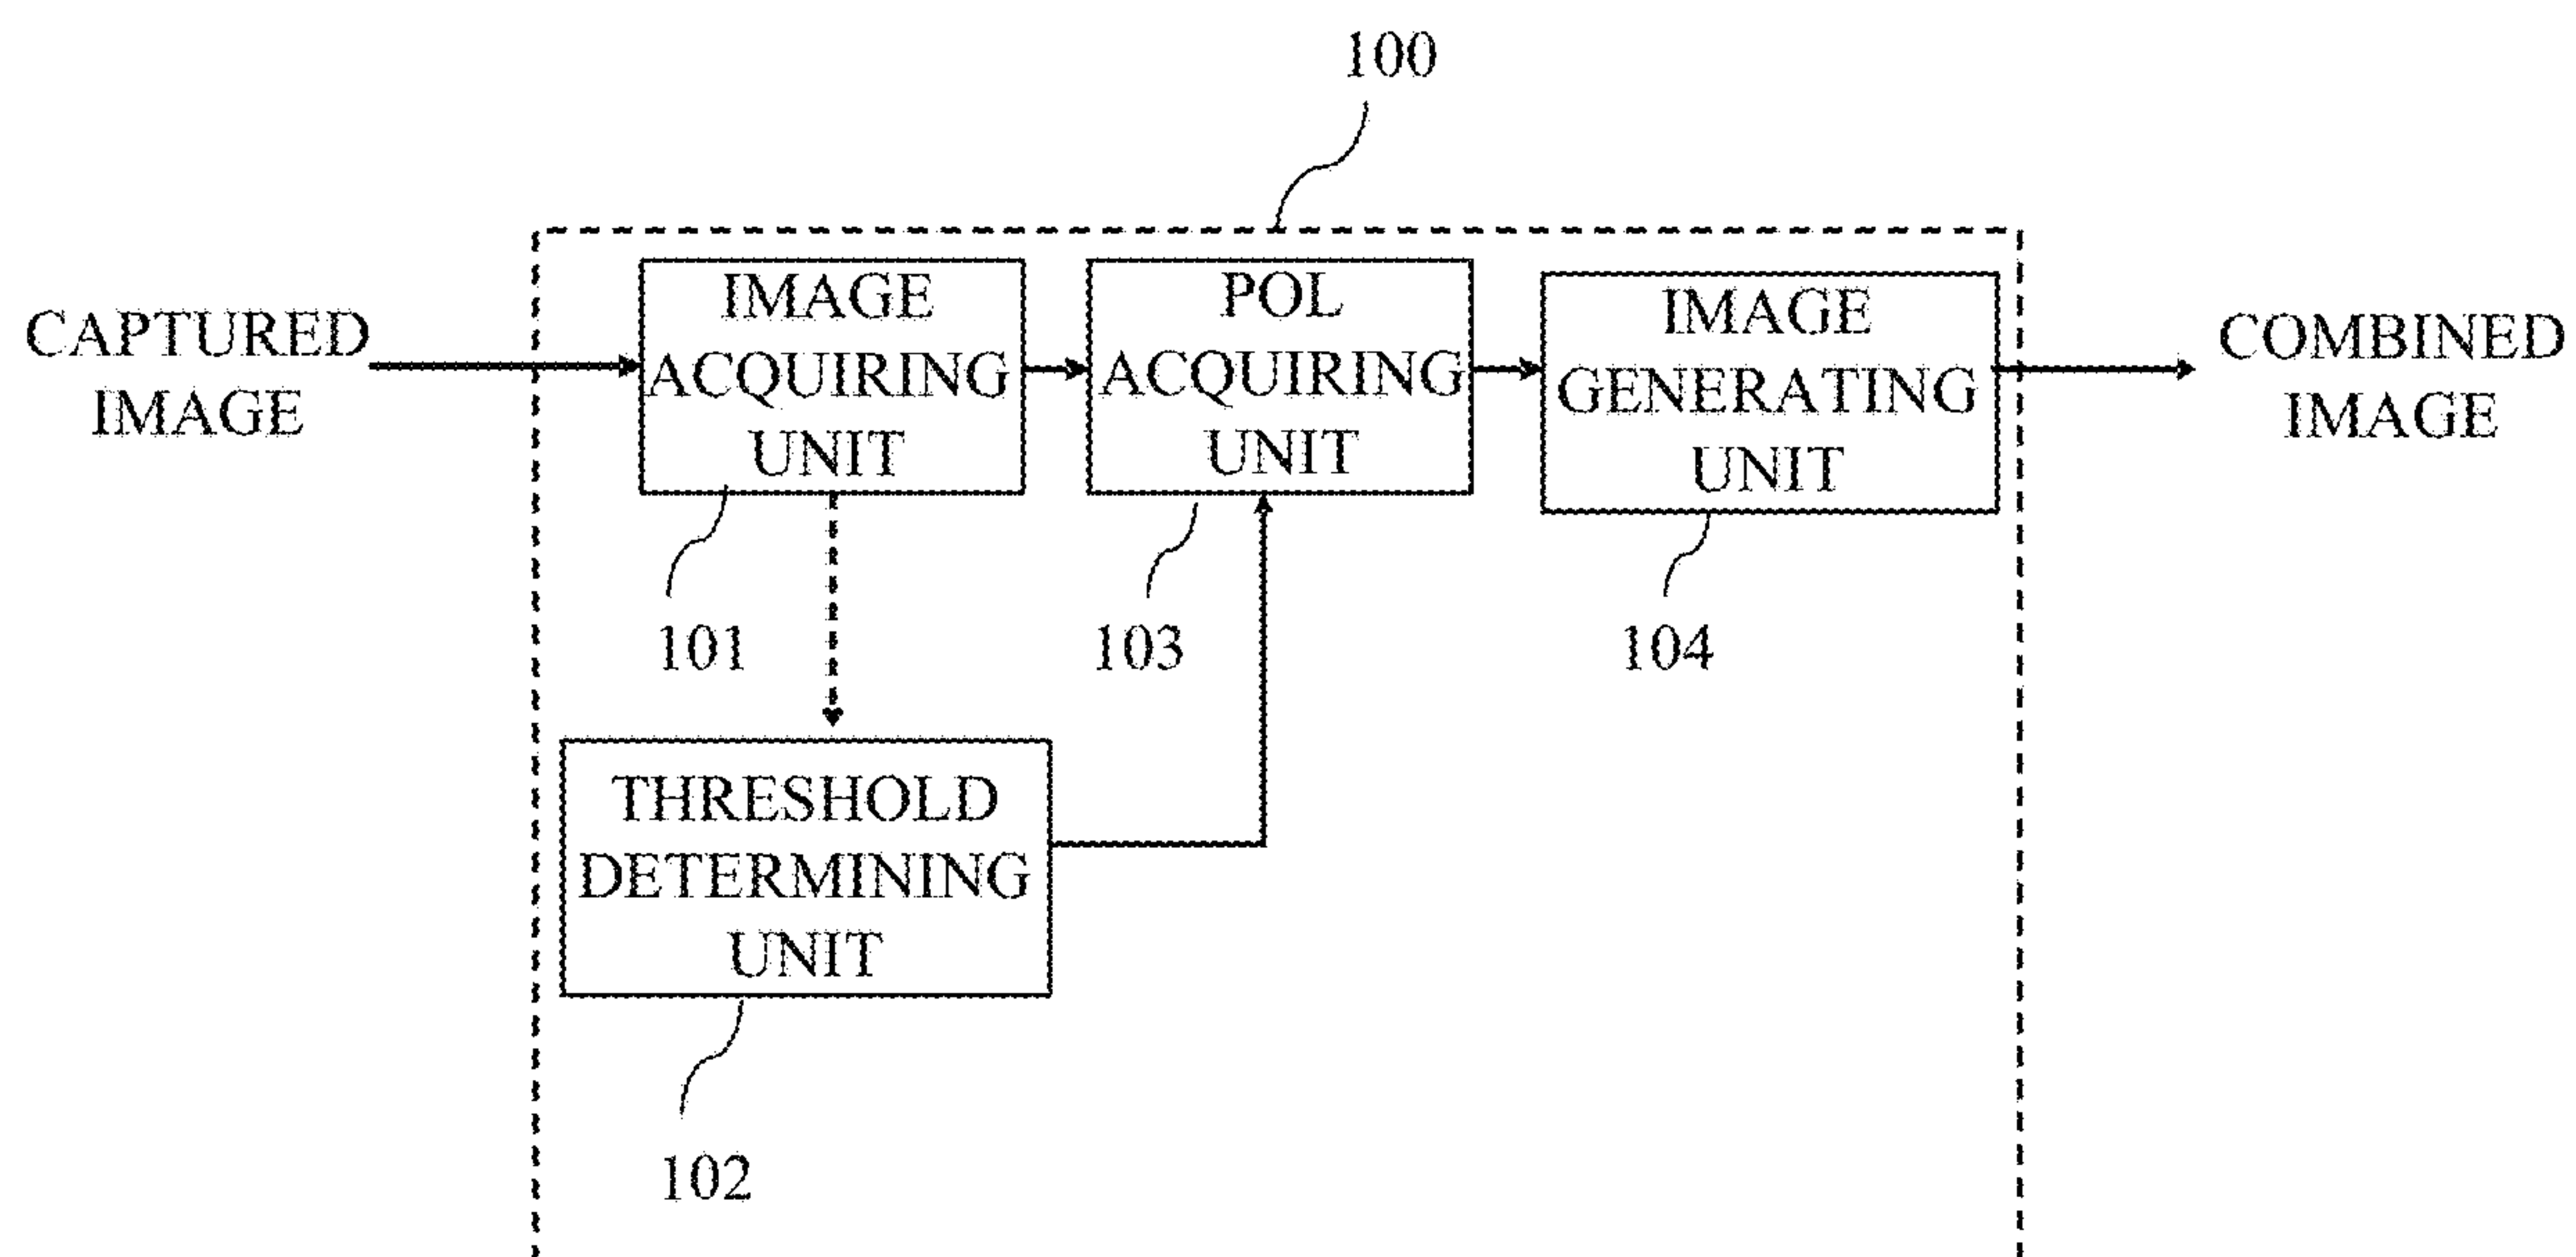 100
CAPTURED
IMAGE
IMAGE
ACQUIRING
UNIT
POL
ACQUIRING
UNIT
IMAGE
GENERATING
UNIT
COMBINED
IMAGE
101
103
104
THRESHOLD
DETERMINING
UNIT
102